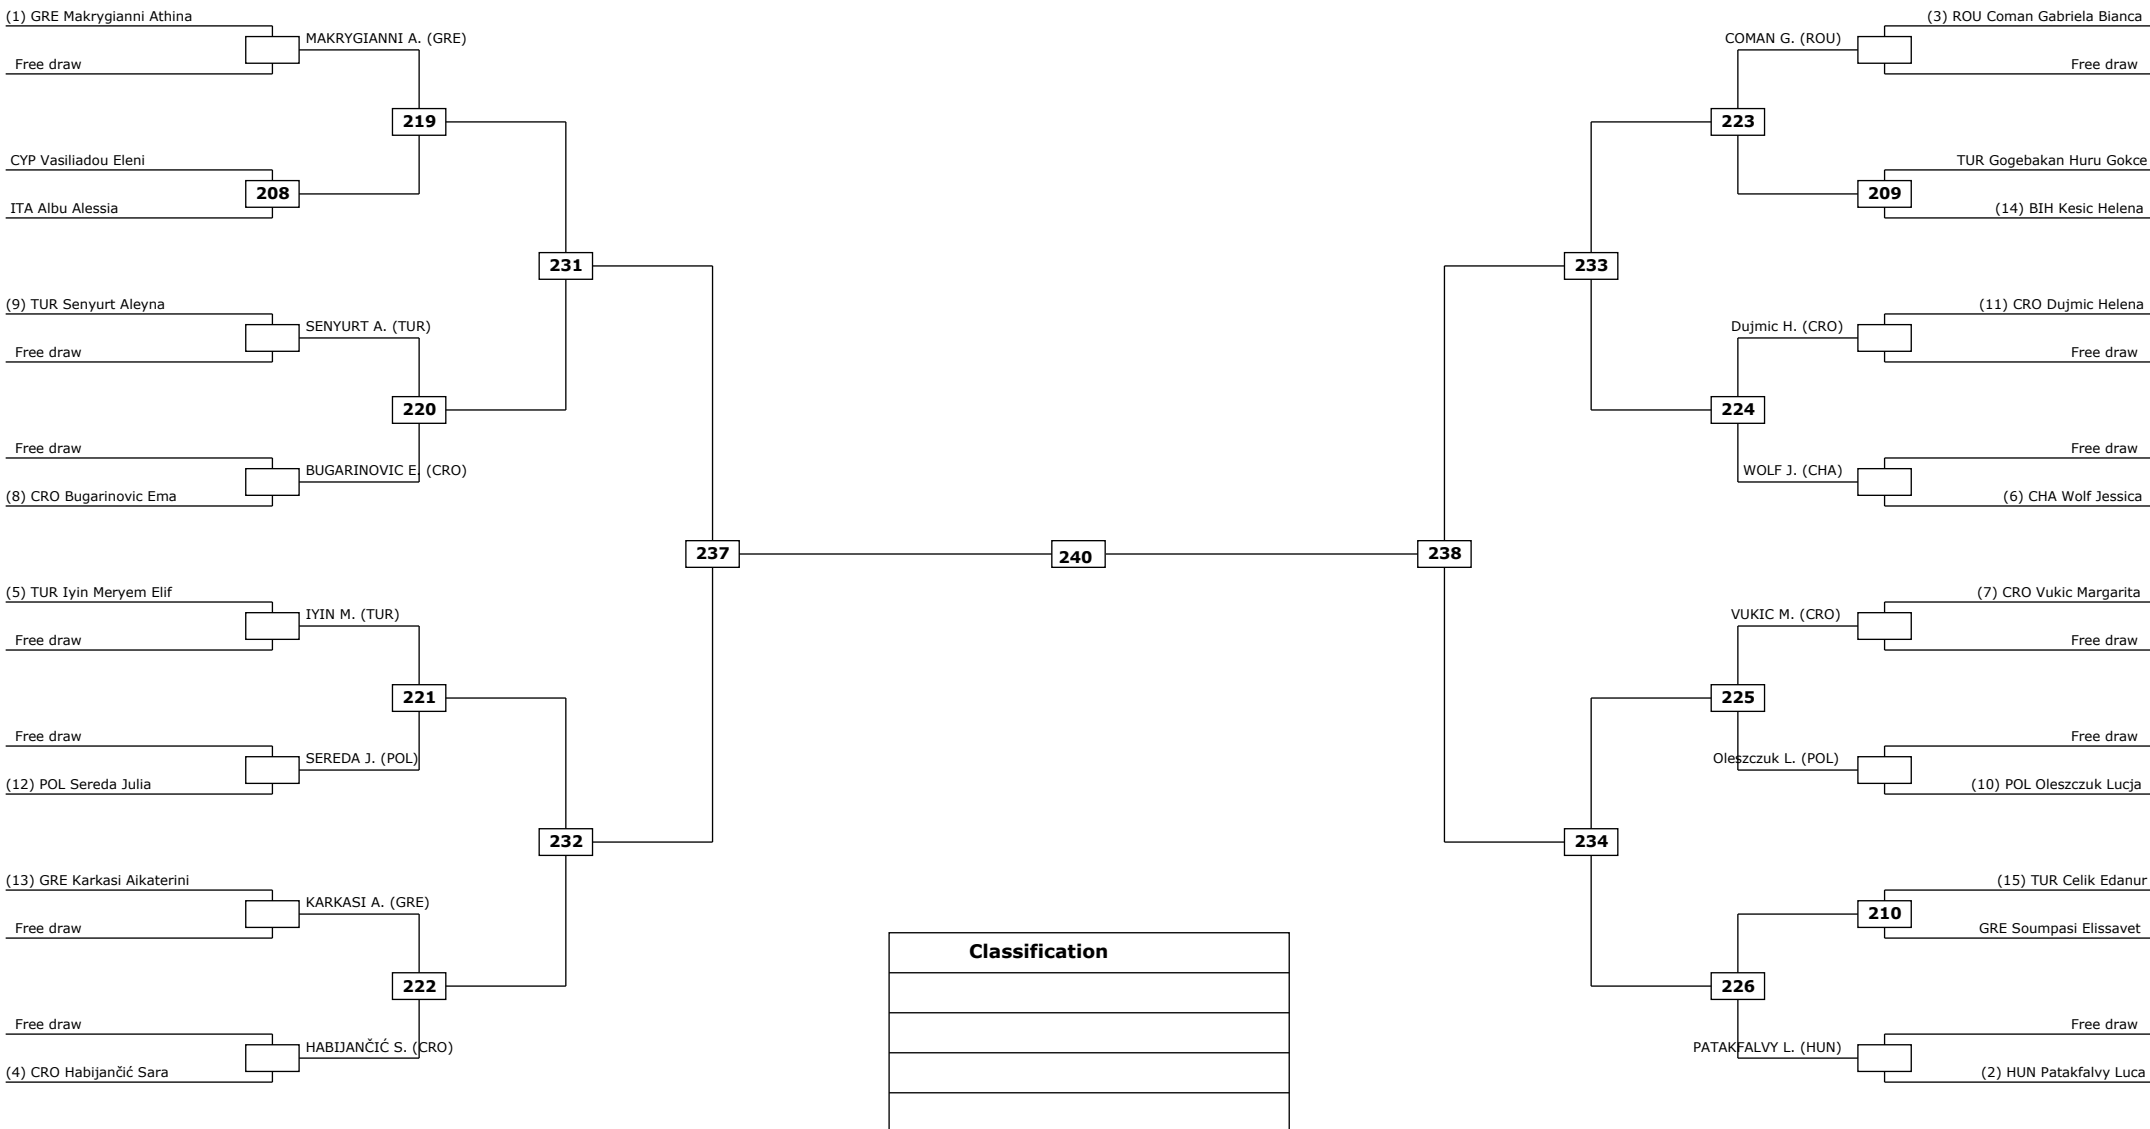 (1) GRE Makrygianni Athina
MAKRYGIANNI A. (GRE)
Free draw
219
CYP Vasiliadou Eleni
208
ITA Albu Alessia
231
(9) TUR Senyurt Aleyna
SENYURT A. (TUR)
Free draw
220
Free draw
BUGARINOVIC E. (CRO)
(8) CRO Bugarinovic Ema
237
(5) TUR Iyin Meryem Elif
IYIN M. (TUR)
Free draw
221
Free draw
SEREDA J. (POL)
(12) POL Sereda Julia
232
(13) GRE Karkasi Aikaterini
KARKASI A. (GRE)
Free draw
222
Free draw
HABIJANČIĆ S. (CRO)
(4) CRO Habijančić Sara
240
Classification
(3) ROU Coman Gabriela Bianca
COMAN G. (ROU)
Free draw
223
TUR Gogebakan Huru Gokce
209
(14) BIH Kesic Helena
233
(11) CRO Dujmic Helena
Dujmic H. (CRO)
Free draw
224
Free draw
WOLF J. (CHA)
(6) CHA Wolf Jessica
238
(7) CRO Vukic Margarita
VUKIC M. (CRO)
Free draw
225
Free draw
Oleszczuk L. (POL)
(10) POL Oleszczuk Lucja
234
(15) TUR Celik Edanur
210
GRE Soumpasi Elissavet
226
Free draw
PATAKFALVY L. (HUN)
(2) HUN Patakfalvy Luca